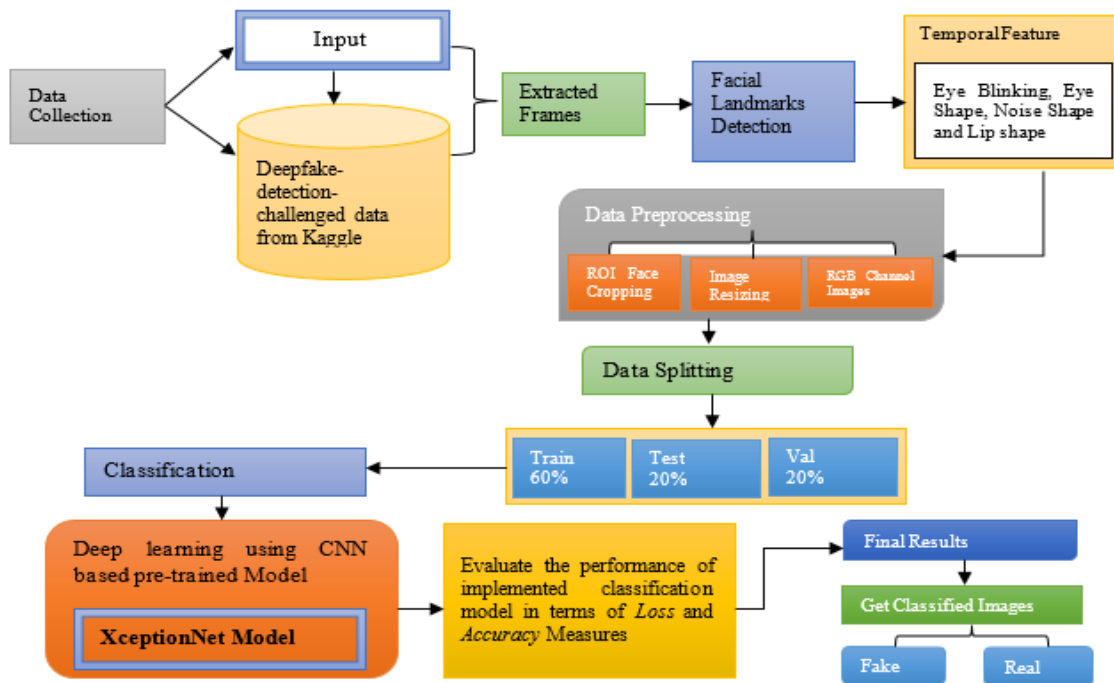 Input
Data
Collection
Deepfake-
detection-
challenged data
from Kaggle
Extracted
Frames
Facial
Landmarks
Detection
Temporal Feature
Eye Blinking, Eye
Shape, Noise Shape
and Lip shape
Data Preprocessing
ROI Face
Cropping
Image
Resizing
RGB Channel
Images
Data Splitting
Train
60%
Test
20%
Val
20%
Classification
Deep learning using CNN
based pre-trained Model
XceptionNet Model
Evaluate the performance of
implemented classification
model in terms of Loss and
Accuracy Measures
Final Results
Get Classified Images
Fake
Real